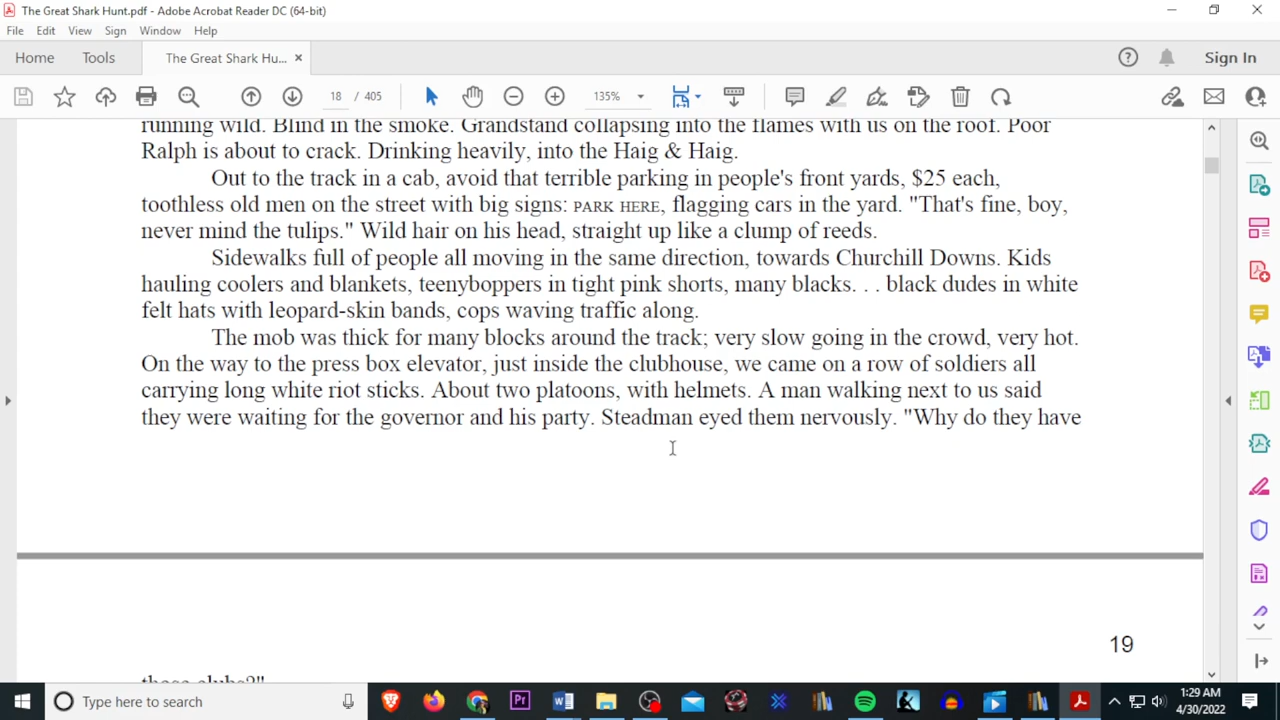 The Great Shark Hunt.pdf - Adobe Acrobat Reader DC (64-bit)
File Edit View Sign Window Help
Home Tools The Great Shark Hu... × Sign In
18 / 405 135%
running wild. Blind in the smoke. Grandstand collapsing into the flames with us on the roof. Poor
Ralph is about to crack. Drinking heavily, into the Haig & Haig.
Out to the track in a cab, avoid that terrible parking in people's front yards, $25 each,
toothless old men on the street with big signs: PARK HERE, flagging cars in the yard. "That's fine, boy,
never mind the tulips." Wild hair on his head, straight up like a clump of reeds.
Sidewalks full of people all moving in the same direction, towards Churchill Downs. Kids
hauling coolers and blankets, teenyboppers in tight pink shorts, many blacks. . . black dudes in white
felt hats with leopard-skin bands, cops waving traffic along.
The mob was thick for many blocks around the track; very slow going in the crowd, very hot.
On the way to the press box elevator, just inside the clubhouse, we came on a row of soldiers all
carrying long white riot sticks. About two platoons, with helmets. A man walking next to us said
they were waiting for the governor and his party. Steadman eyed them nervously. "Why do they have
19
those clubs?"
Type here to search
Pr
1:29 AM
4/30/2022